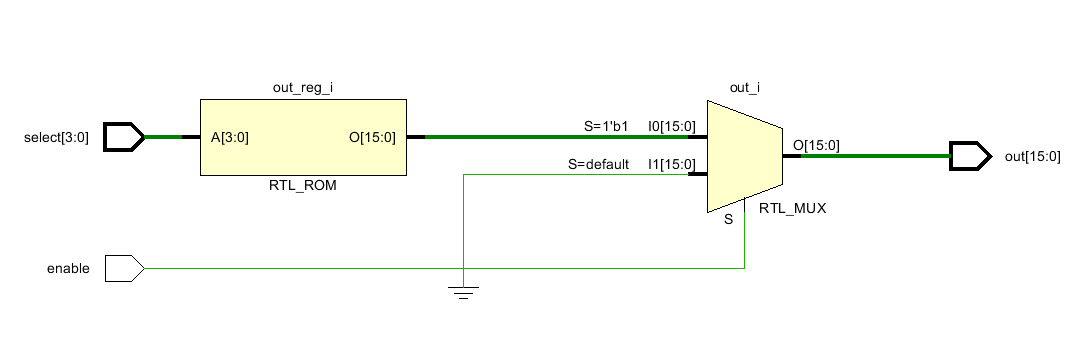 out_reg_i
out_i
select[3:0]
A[3:0]
O[15:0]
S=1'b1
I0[15:0]
O[15:0]
out[15:0]
S=default
I1[15:0]
RTL_ROM
S
RTL_MUX
enable